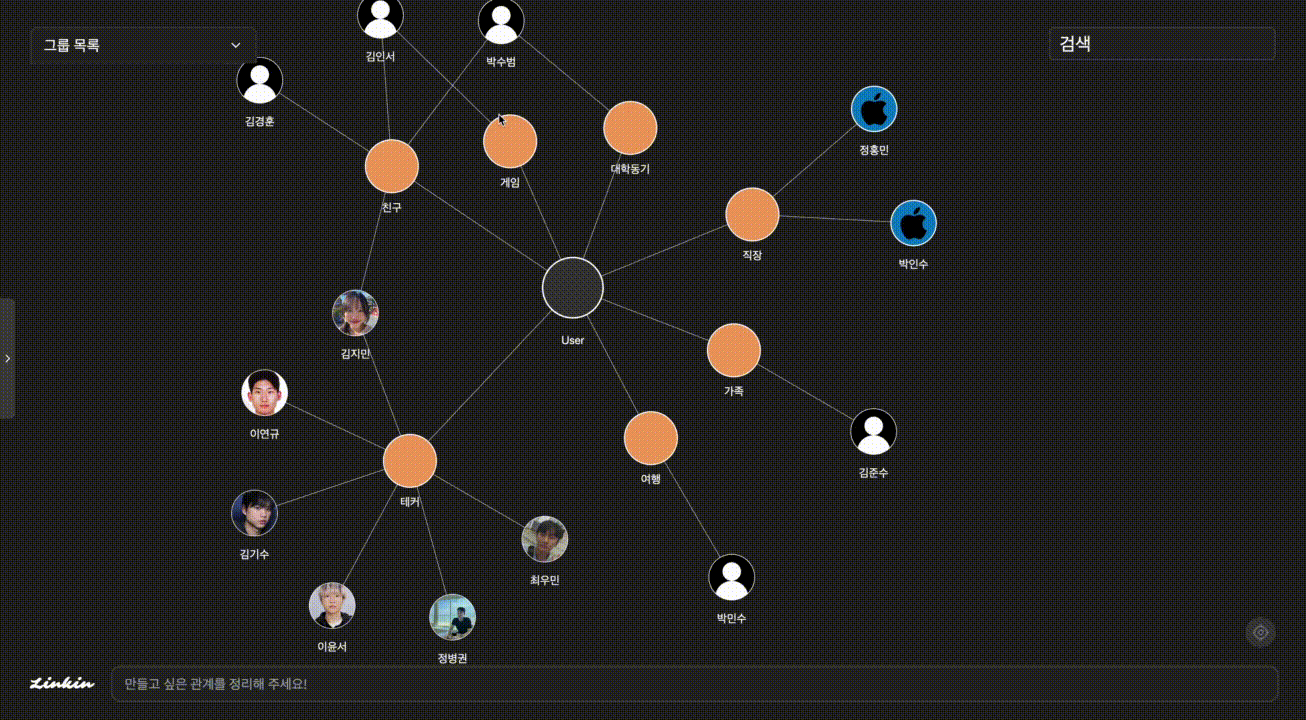 그룹 목록
검색
김인서
박수범
김경훈
정홍민
대학동기
게임
친구
직장
박인수
User
김지민
가족
이연규
김준수
여행
테커
김기수
최우민
박민수
이윤서
정병권
Linkin
만들고 싶은 관계를 정리해 주세요!